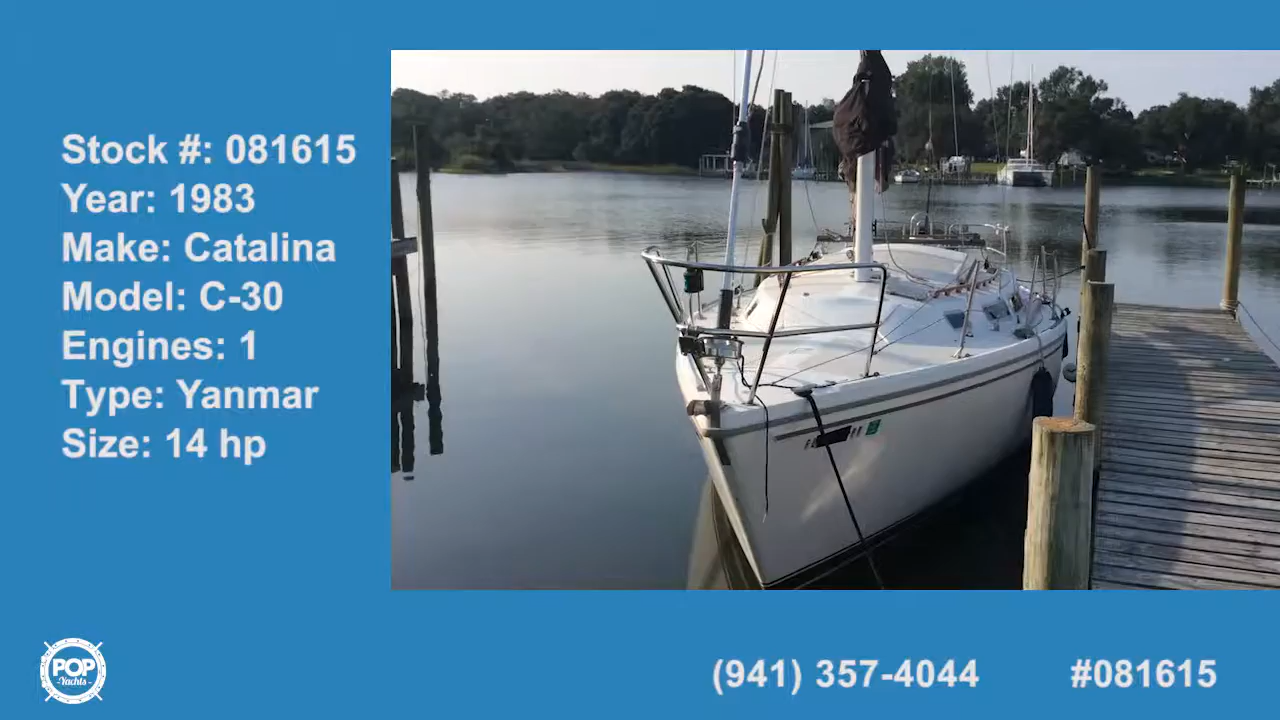 Stock #: 081615
Year: 1983
Make: Catalina
Model: C-30
Engines: 1
Type: Yanmar
Size: 14 hp
POP
Yachts
(941) 357-4044
#081615